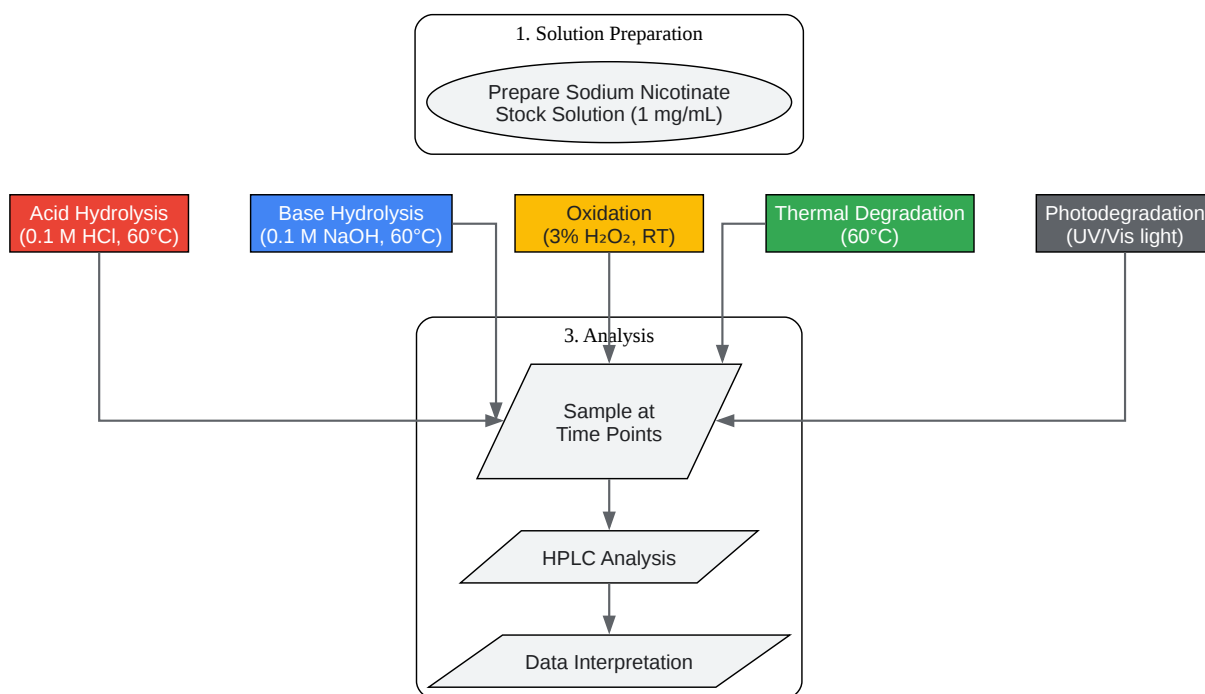 1. Solution Preparation
Prepare Sodium Nicotinate
Stock Solution (1 mg/mL)
Acid Hydrolysis
(0.1 M HCl, 60°C)
Base Hydrolysis
(0.1 M NaOH, 60°C)
Oxidation
(3% H₂O₂, RT)
Thermal Degradation
(60°C)
Photodegradation
(UV/Vis light)
3. Analysis
Sample at
Time Points
HPLC Analysis
Data Interpretation